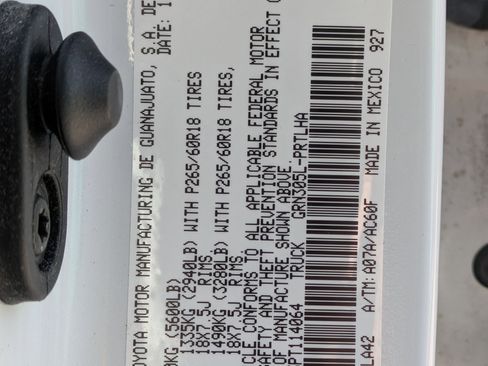 OYOTA MOTOR MANUFACTURING DE GUANAJUATO, S.A. DE
DATE: 1
KG (5600LB)
1335KG (2940LB) WITH P265/60R18 TIRES
18X7.5J RIMS,
1490KG (3280LB) WITH P265/60R18 TIRES,
18X7.5J RIMS,
CLE CONFORMS TO ALL APPLICABLE FEDERAL MOTOR
SAFETY AND THEFT PREVENTION STANDARDS IN EFFECT
OF MANUFACTURE SHOWN ABOVE.
PT114064 TRUCK GRN305L-PRTLHA
LA42 A/TM: A07A/AC60F MADE IN MEXICO 927